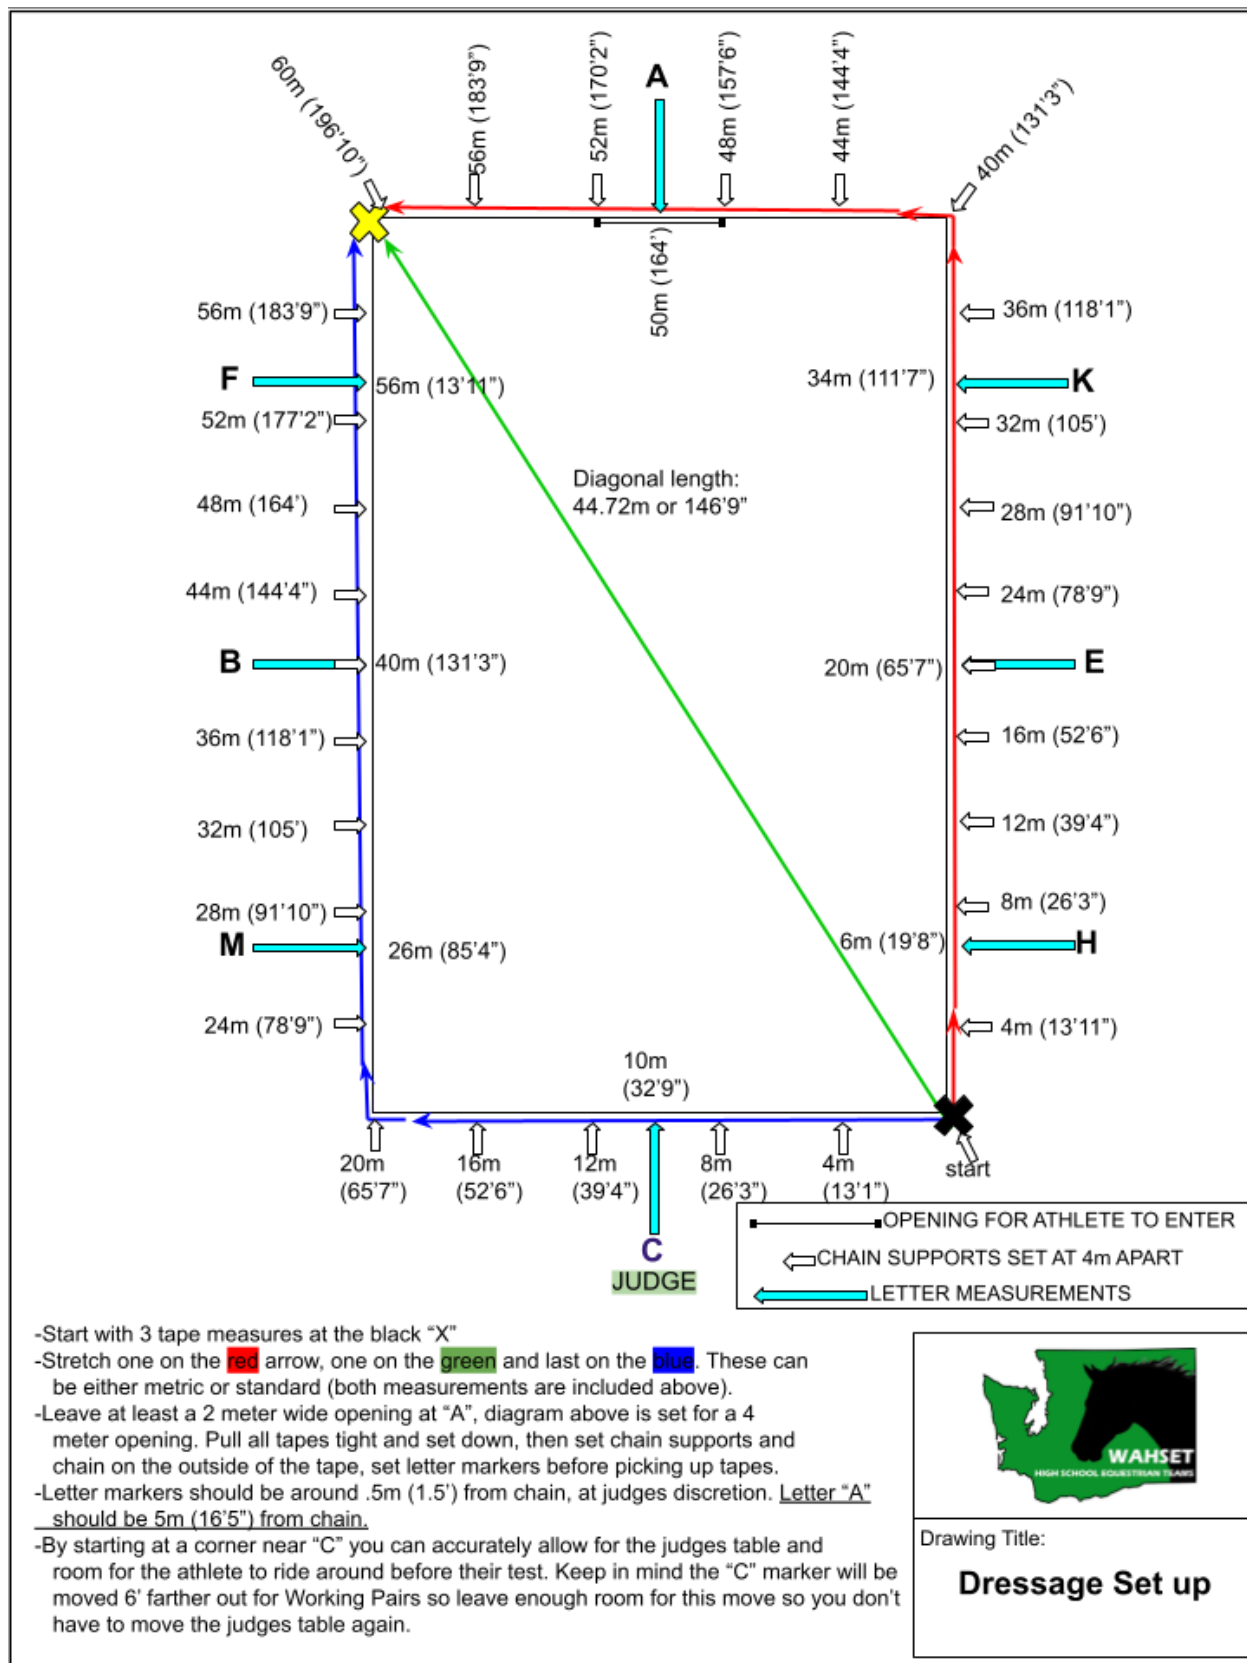 60m (196'10")
56m (183'9")
52m (170'2")
A
48m (157'6")
44m (144'4")
40m (131'3")
50m (164')
56m (183'9")
36m (118'1")
F
56m (13'11")
34m (111'7")
K
52m (177'2")
32m (105')
Diagonal length:
44.72m or 146'9"
48m (164')
28m (91'10")
44m (144'4")
24m (78'9")
B
40m (131'3")
20m (65'7")
E
36m (118'1")
16m (52'6")
32m (105')
12m (39'4")
28m (91'10")
8m (26'3")
M
26m (85'4")
6m (19'8")
H
24m (78'9")
4m (13'11")
10m
(32'9")
20m
(65'7")
16m
(52'6")
12m
(39'4")
8m
(26'3")
4m
(13'1")
start
C
JUDGE
OPENING FOR ATHLETE TO ENTER
CHAIN SUPPORTS SET AT 4m APART
LETTER MEASUREMENTS
-Start with 3 tape measures at the black "X"
-Stretch one on the red arrow, one on the green and last on the blue. These can
be either metric or standard (both measurements are included above).
-Leave at least a 2 meter wide opening at "A", diagram above is set for a 4
meter opening. Pull all tapes tight and set down, then set chain supports and
chain on the outside of the tape, set letter markers before picking up tapes.
-Letter markers should be around .5m (1.5') from chain, at judges discretion. Letter "A"
should be 5m (16'5") from chain.
-By starting at a corner near "C" you can accurately allow for the judges table and
room for the athlete to ride around before their test. Keep in mind the "C" marker will be
moved 6' farther out for Working Pairs so leave enough room for this move so you don't
have to move the judges table again.
WAHSET
HIGH SCHOOL EQUESTRIAN TEAMS
Drawing Title:
Dressage Set up